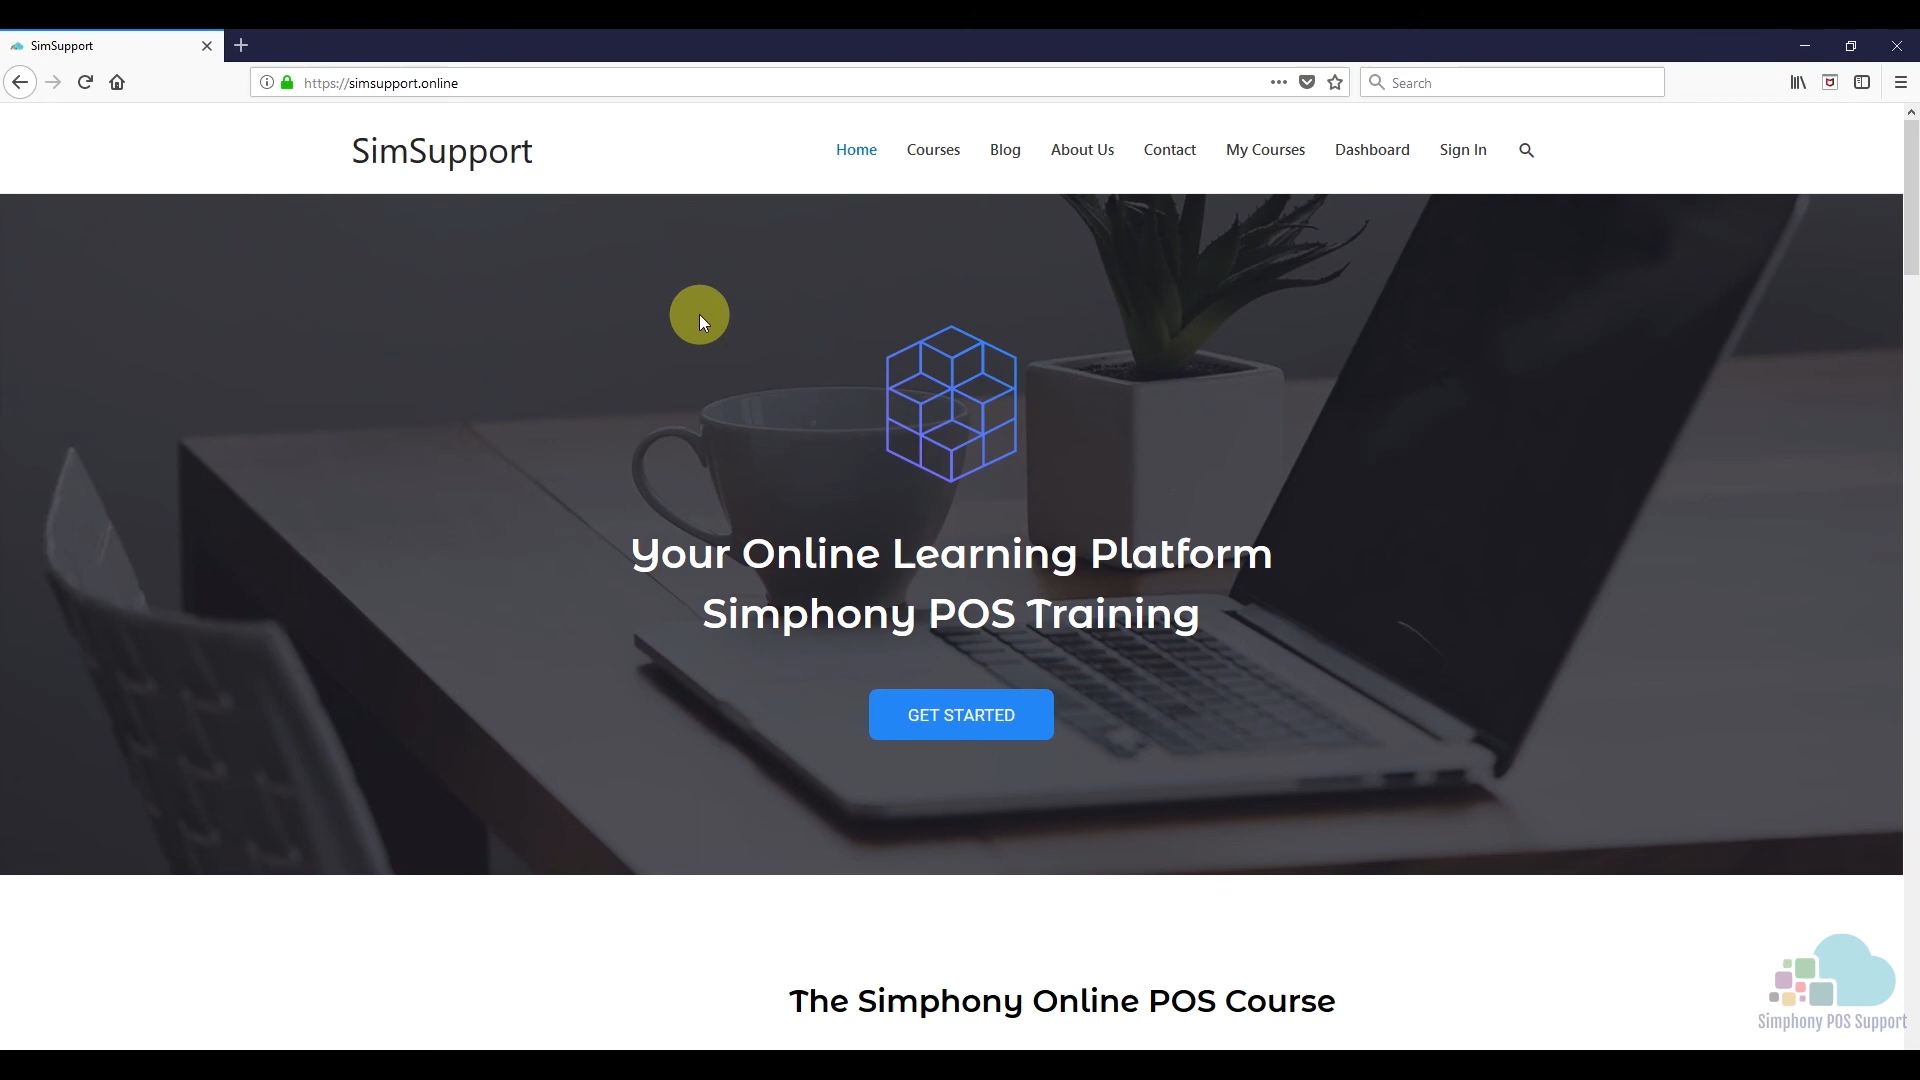 SimSupport
https://simsupport.online
Search
SimSupport
Home
Courses
Blog
About Us
Contact
My Courses
Dashboard
Sign In
Your Online Learning Platform
Simphony POS Training
GET STARTED
The Simphony Online POS Course
Simphony POS Support